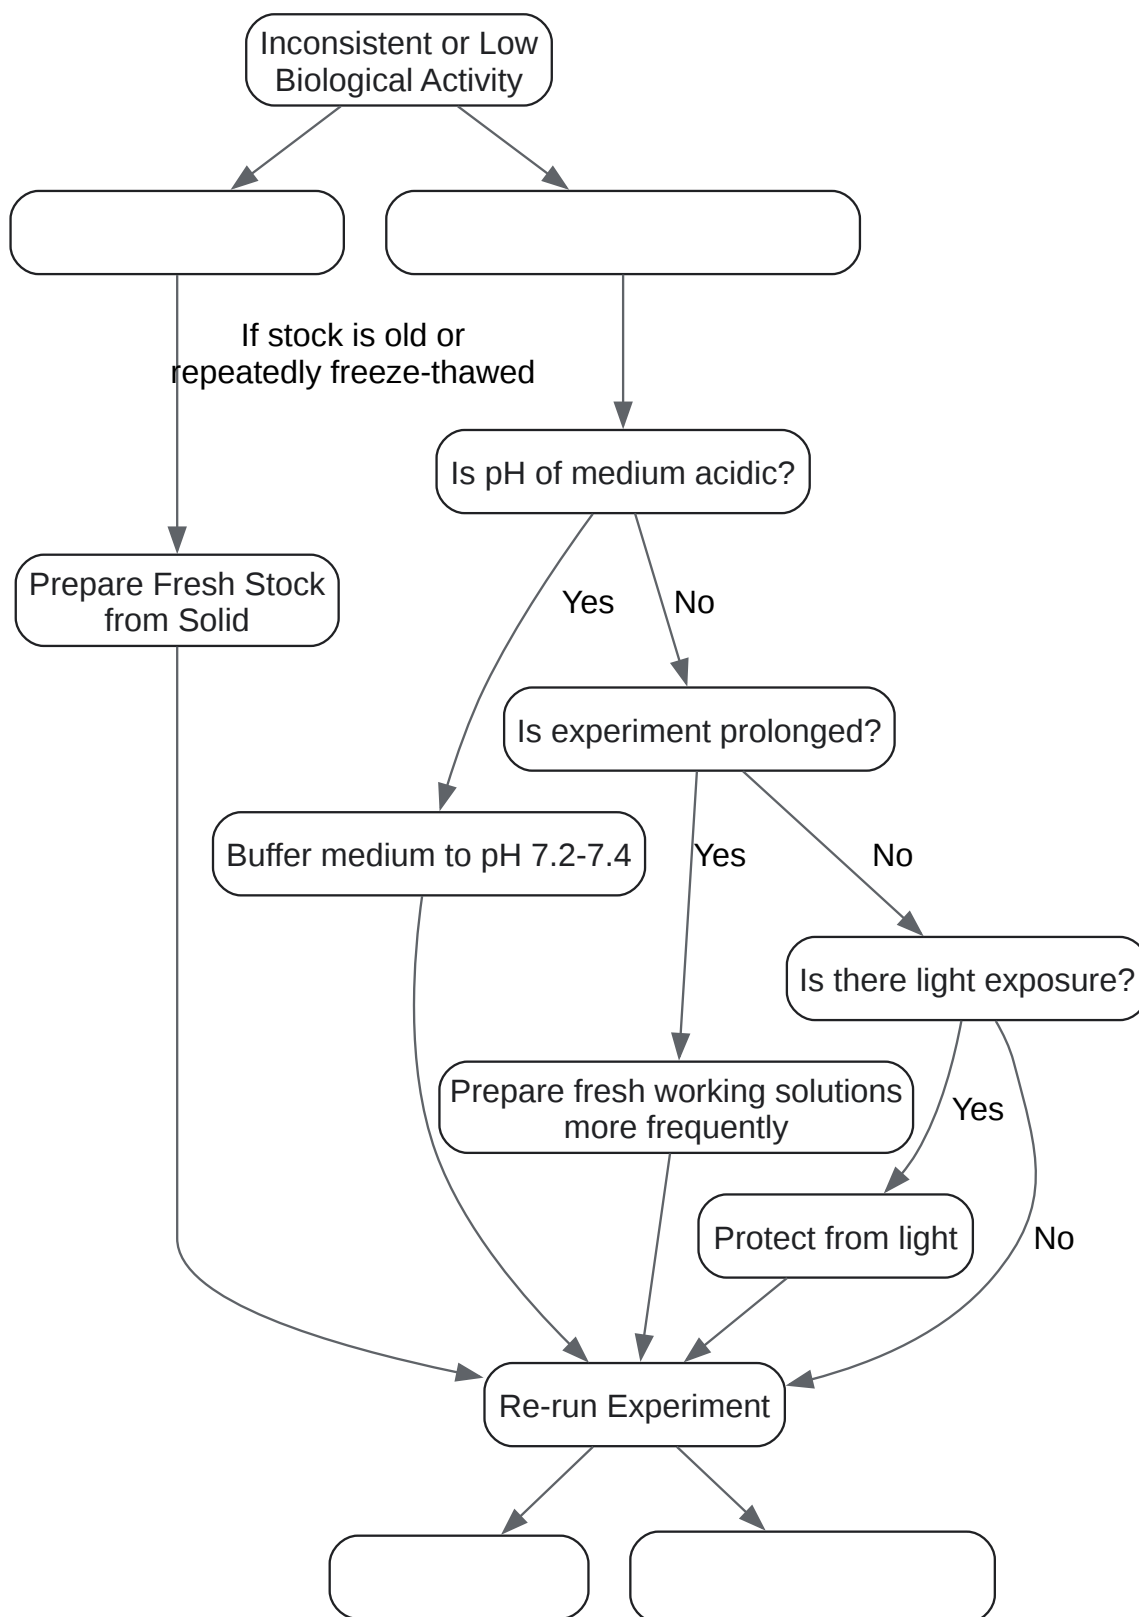 Inconsistent or Low
Biological Activity
If stock is old or
repeatedly freeze-thawed
Is pH of medium acidic?
Prepare Fresh Stock
from Solid
Yes
No
Is experiment prolonged?
Buffer medium to pH 7.2-7.4
Yes
No
Is there light exposure?
Prepare fresh working solutions
more frequently
Yes
Protect from light
No
Re-run Experiment